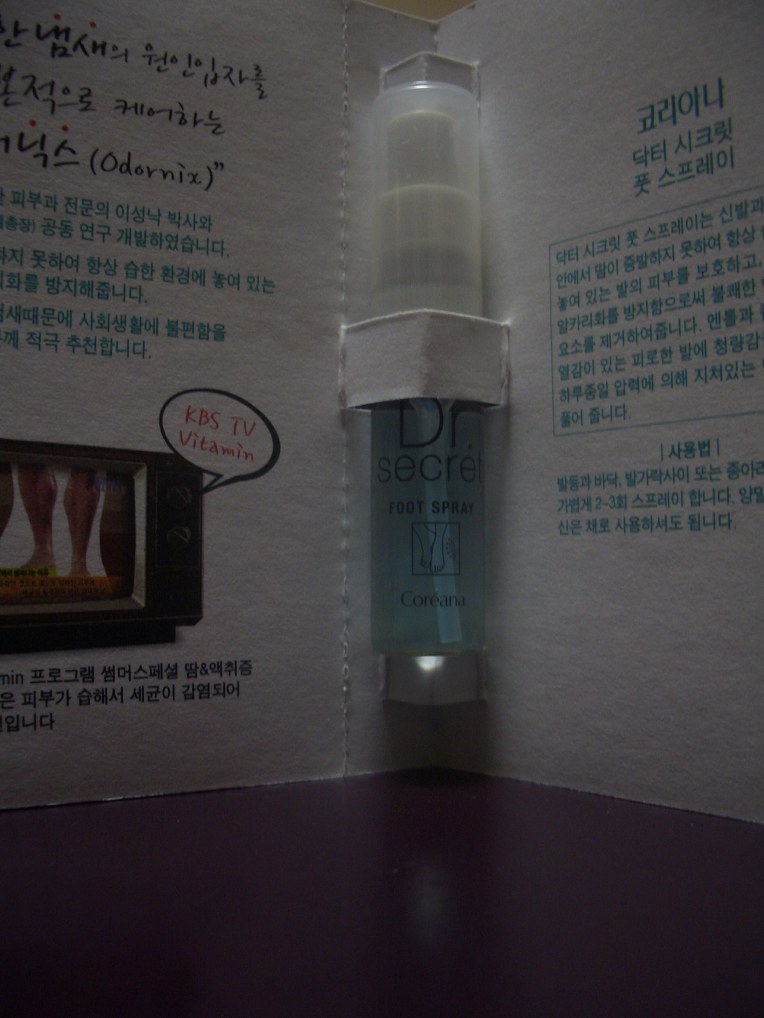 한 냄새의 원인입자를
본적으로 케어하는
닉스 (Odornix)"
피부과 전문의 이성낙 박사와
총장) 공동 연구 개발하였습니다.
하지 못하여 항상 습한 환경에 놓여 있는
리화를 방지해줍니다.
냄새때문에 사회생활에 불편함을
께 적극 추천합니다.
KBS TV
Vitamin
min 프로그램 썸머스페셜 땀&액취증
은 피부가 습해서 세균이 감염되어
인입니다
Dr.
secret
FOOT SPRAY
Coréana
코리아나
닥터 시크릿
풋 스프레이
닥터 시크릿 풋 스프레이는 신발과
안에서 땀이 증발하지 못하여 항상
놓여 있는 발의 피부를 보호하고,
알카리화를 방지함으로써 불쾌한
요소를 제거하여줍니다. 멘톨과
열감이 있는 피로한 발에 청량감
하루종일 압력에 의해 지쳐있는
풀어 줍니다.
| 사용법 |
발등과 바닥, 발가락사이 또는 종아리
가볍게 2~3회 스프레이 합니다. 양말
신은 채로 사용하셔도 됩니다.